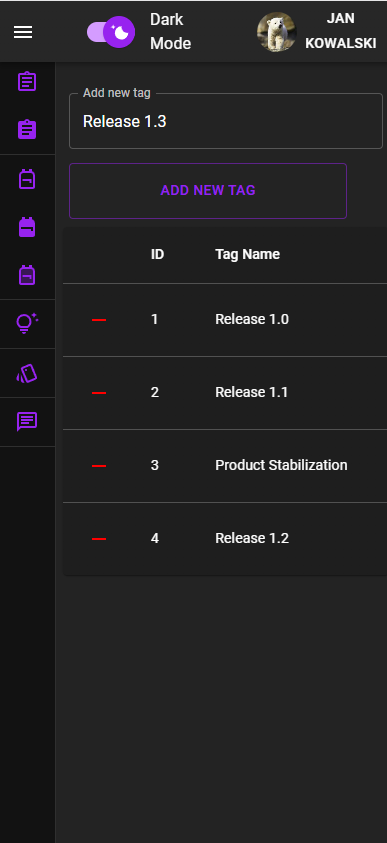 Dark
Mode
JAN
KOWALSKI
Add new tag
Release 1.3
ADD NEW TAG
ID Tag Name
1 Release 1.0
2 Release 1.1
3 Product Stabilization
4 Release 1.2